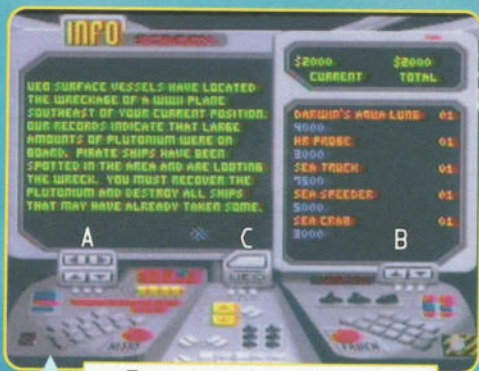 INFO
UEO SURFACE VESSELS HAVE LOCATED
THE WRECKAGE OF A WWII PLANE
SOUTHEAST OF YOUR CURRENT POSITION.
OUR RECORDS INDICATE THAT LARGE
AMOUNTS OF PLUTONIUM WERE ON
BOARD. PIRATE SHIPS HAVE BEEN
SPOTTED IN THE AREA AND ARE LOOTING
THE WRECK. YOU MUST RECOVER THE
PLUTONIUM AND DESTROY ALL SHIPS
THAT MAY HAVE ALREADY TAKEN SOME.
A
C
$2000 $2000
CURRENT TOTAL
DARWIN'S AQUA LUNG 01
4000
HR PROBE 01
3000
SEA TRUCK 01
7500
SEA SPEEDER 01
5000
SEA CRAB 01
3000
B
UEO
TRUCK